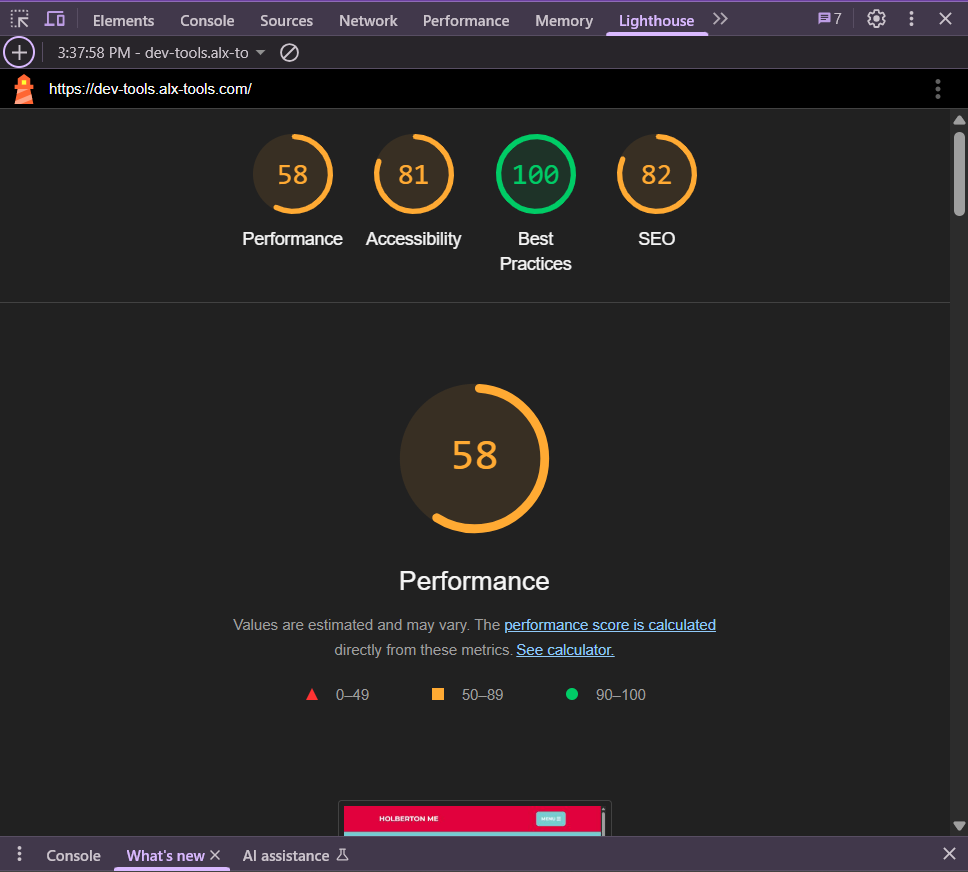 Elements Console Sources Network Performance Memory Lighthouse 7
3:37:58 PM - dev-tools.alx-to
https://dev-tools.alx-tools.com/
58 81 100 82
Performance Accessibility Best Practices SEO
58
Performance
Values are estimated and may vary. The performance score is calculated
directly from these metrics. See calculator.
0–49 50–89 90–100
HOLBERTON ME MENU
Console What's new AI assistance